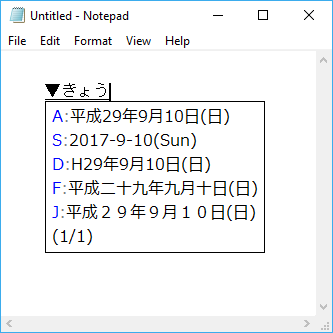 Untitled - Notepad
File Edit Format View Help
▼きょう
A:平成29年9月10日(日)
S:2017-9-10(Sun)
D:H29年9月10日(日)
F:平成二十九年九月十日(日)
J:平成２９年９月１０日(日)
(1/1)